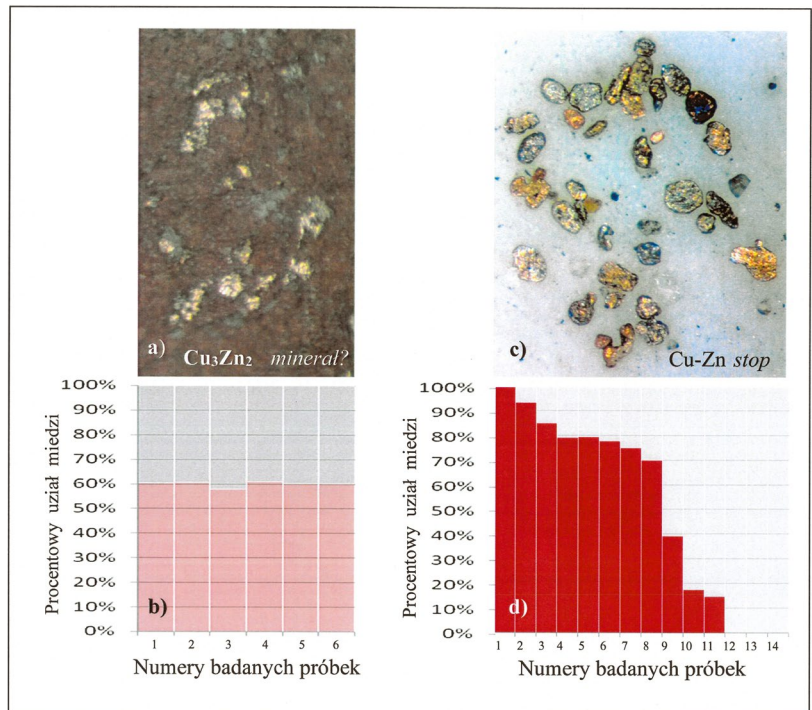 a)
Cu₃Zn₂ mineral?
c)
Cu-Zn stop
Procentowy uział miedzi
100%
90%
80%
70%
60%
50%
40%
30%
20%
10%
0%
b)
1 2 3 4 5 6
Numery badanych próbek
Procentowy uział miedzi
100%
90%
80%
70%
60%
50%
40%
30%
20%
10%
0%
d)
1 2 3 4 5 6 7 8 9 10 11 12 13 14
Numery badanych próbek